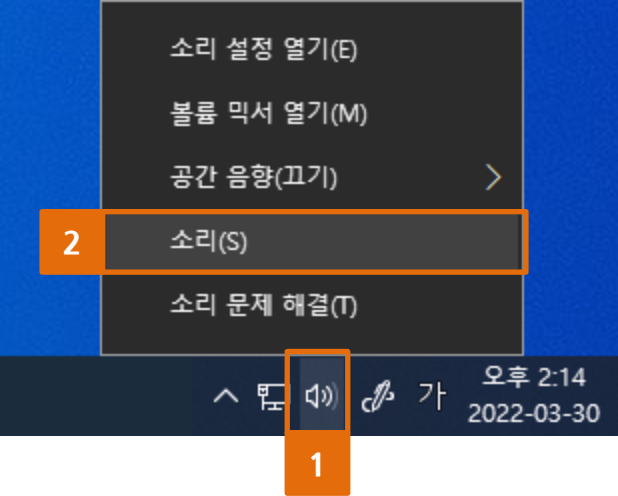 소리 설정 열기(E)
볼륨 믹서 열기(M)
공간 음향(끄기)
2
소리(S)
소리 문제 해결(T)
가
오후 2:14
2022-03-30
1